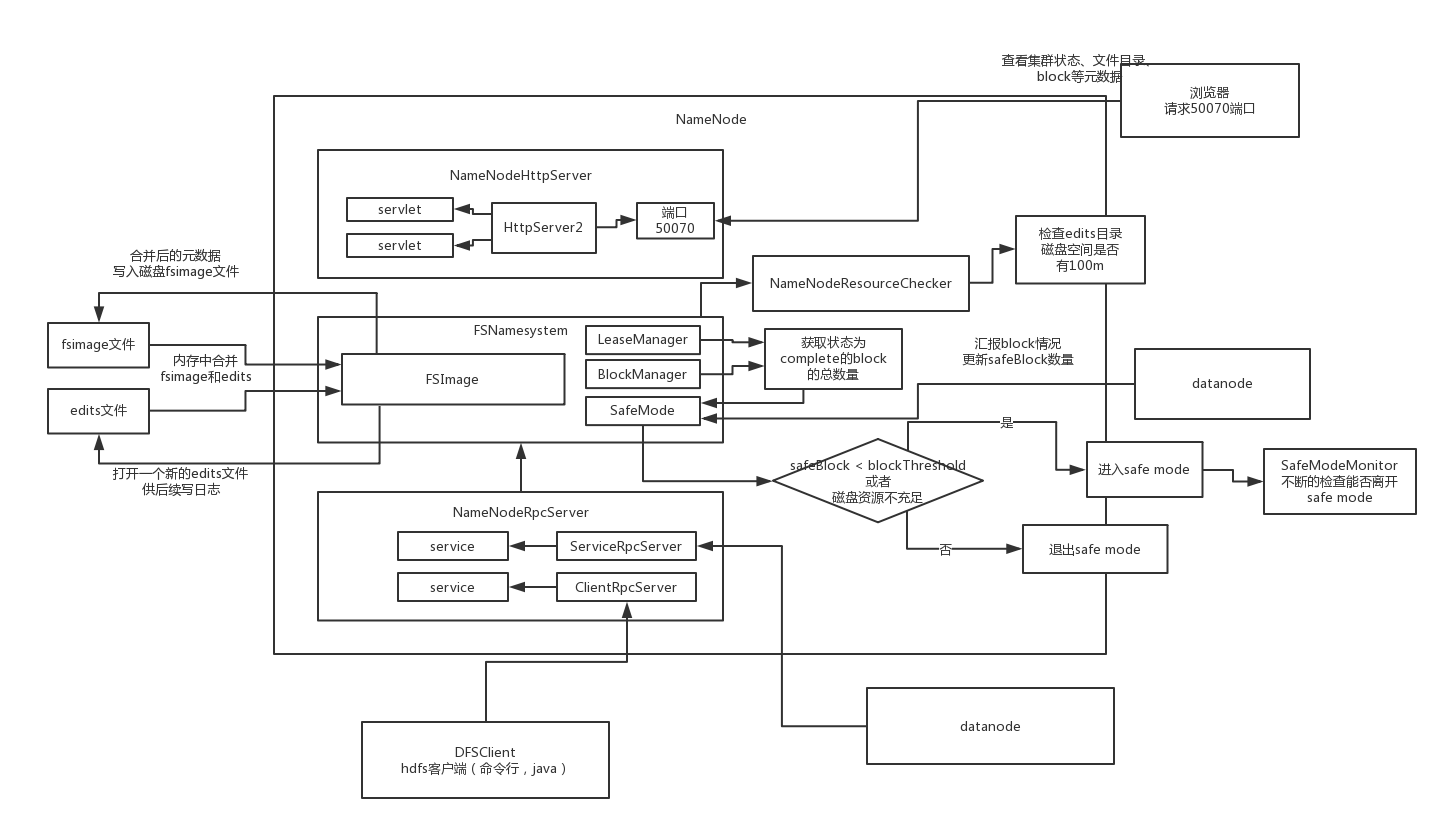 查看集群状态、文件目录,
block等元数据
浏览器
请求50070端口
NameNode
NameNodeHttpServer
servlet
servlet
HttpServer2
端口
50070
检查edits目录
磁盘空间是否
有100m
NameNodeResourceChecker
合并后的元数据
写入磁盘fsimage文件
fsimage文件
内存中合并
fsimage和edits
edits文件
打开一个新的edits文件
供后续写日志
FSNamesystem
FSImage
LeaseManager
BlockManager
SafeMode
获取状态为
complete的block
的总数量
汇报block情况
更新safeBlock数量
datanode
safeBlock < blockThreshold
或者
磁盘资源不充足
是
否
进入safe mode
SafeModeMonitor
不断的检查能否离开
safe mode
退出safe mode
NameNodeRpcServer
service
ServiceRpcServer
service
ClientRpcServer
datanode
DFSClient
hdfs客户端（命令行，java）